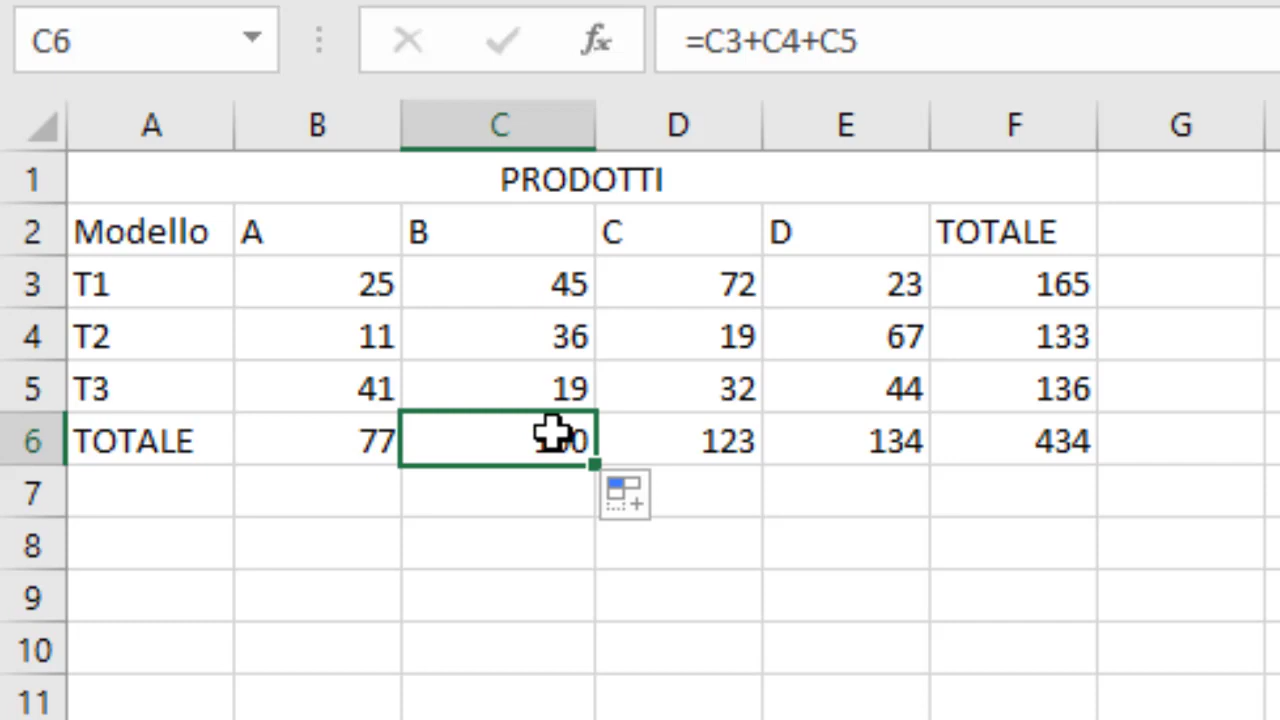 C6 fx =C3+C4+C5
A B C D E F G
1 PRODOTTI
2 Modello A B C D TOTALE
3 T1 25 45 72 23 165
4 T2 11 36 19 67 133
5 T3 41 19 32 44 136
6 TOTALE 77 123 134 434
7
8
9
10
11